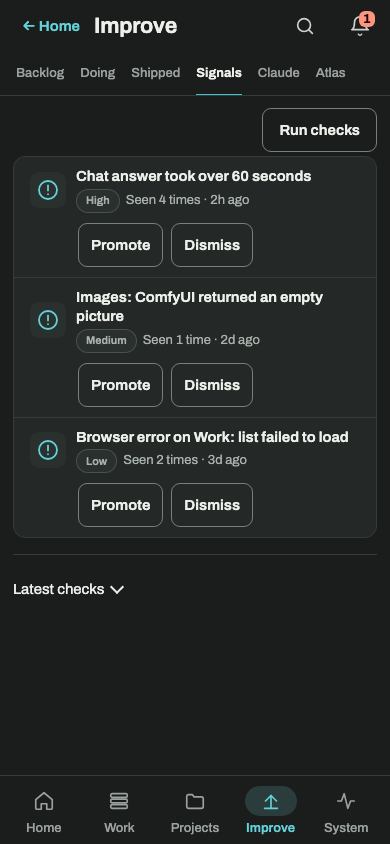 ← Home Improve 1
Backlog Doing Shipped Signals Claude Atlas
Run checks
Chat answer took over 60 seconds
High Seen 4 times · 2h ago
Promote Dismiss
Images: ComfyUI returned an empty
picture
Medium Seen 1 time · 2d ago
Promote Dismiss
Browser error on Work: list failed to load
Low Seen 2 times · 3d ago
Promote Dismiss
Latest checks
Home Work Projects Improve System